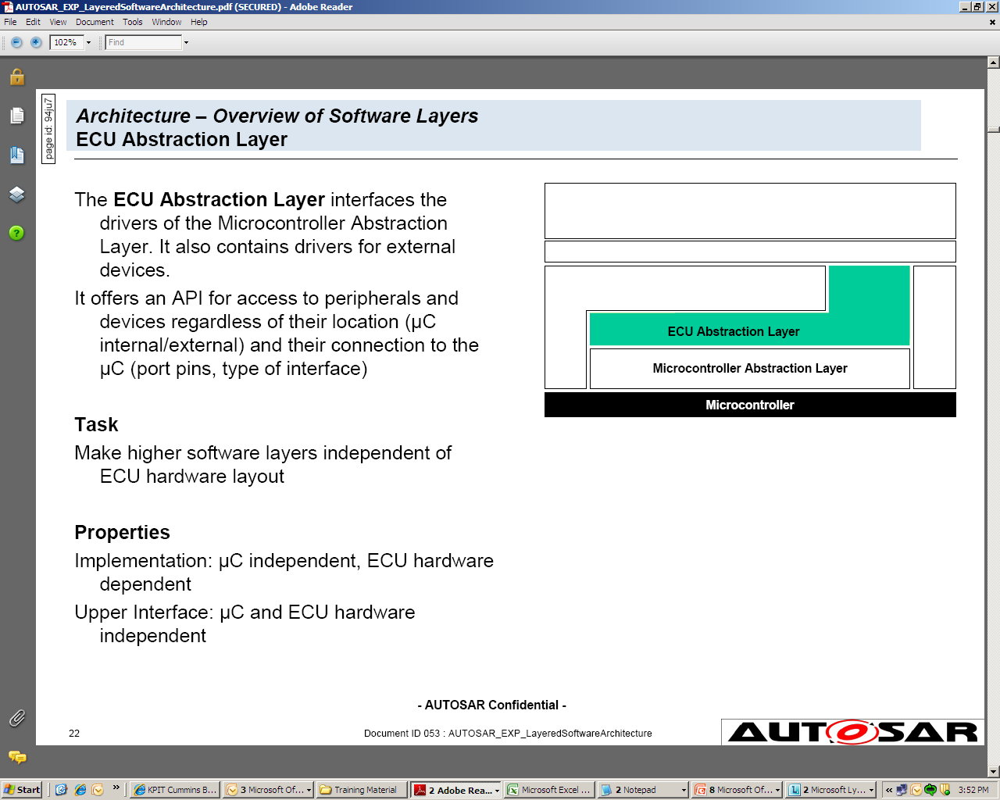 AUTOSAR_EXP_LayeredSoftwareArchitecture.pdf (SECURED) - Adobe Reader
File Edit View Document Tools Window Help
102% Find
page id: 94ju7
Architecture – Overview of Software Layers
ECU Abstraction Layer
The ECU Abstraction Layer interfaces the
drivers of the Microcontroller Abstraction
Layer. It also contains drivers for external
devices.
It offers an API for access to peripherals and
devices regardless of their location (µC
internal/external) and their connection to the
µC (port pins, type of interface)
Task
Make higher software layers independent of
ECU hardware layout
Properties
Implementation: µC independent, ECU hardware
dependent
Upper Interface: µC and ECU hardware
independent
ECU Abstraction Layer
Microcontroller Abstraction Layer
Microcontroller
- AUTOSAR Confidential -
22
Document ID 053 : AUTOSAR_EXP_LayeredSoftwareArchitecture
AUTOSAR
Start » KPIT Cummins B... 3 Microsoft Of... Training Material 2 Adobe Rea... Microsoft Excel ... 2 Notepad 8 Microsoft Of... 2 Microsoft Ly... « 3:52 PM